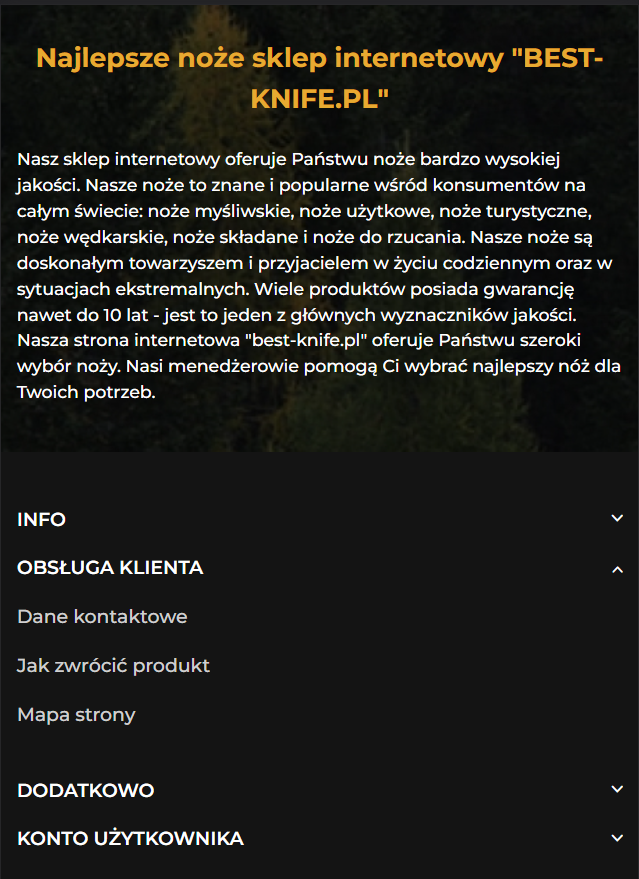 Najlepsze noże sklep internetowy "BEST-
KNIFE.PL"
Nasz sklep internetowy oferuje Państwu noże bardzo wysokiej
jakości. Nasze noże to znane i popularne wśród konsumentów na
całym świecie: noże myśliwskie, noże użytkowe, noże turystyczne,
noże wędkarskie, noże składane i noże do rzucania. Nasze noże są
doskonałym towarzyszem i przyjacielem w życiu codziennym oraz w
sytuacjach ekstremalnych. Wiele produktów posiada gwarancję
nawet do 10 lat - jest to jeden z głównych wyznaczników jakości.
Nasza strona internetowa "best-knife.pl" oferuje Państwu szeroki
wybór noży. Nasi menedżerowie pomogą Ci wybrać najlepszy nóż dla
Twoich potrzeb.
INFO
OBSŁUGA KLIENTA
Dane kontaktowe
Jak zwrócić produkt
Mapa strony
DODATKOWO
KONTO UŻYTKOWNIKA